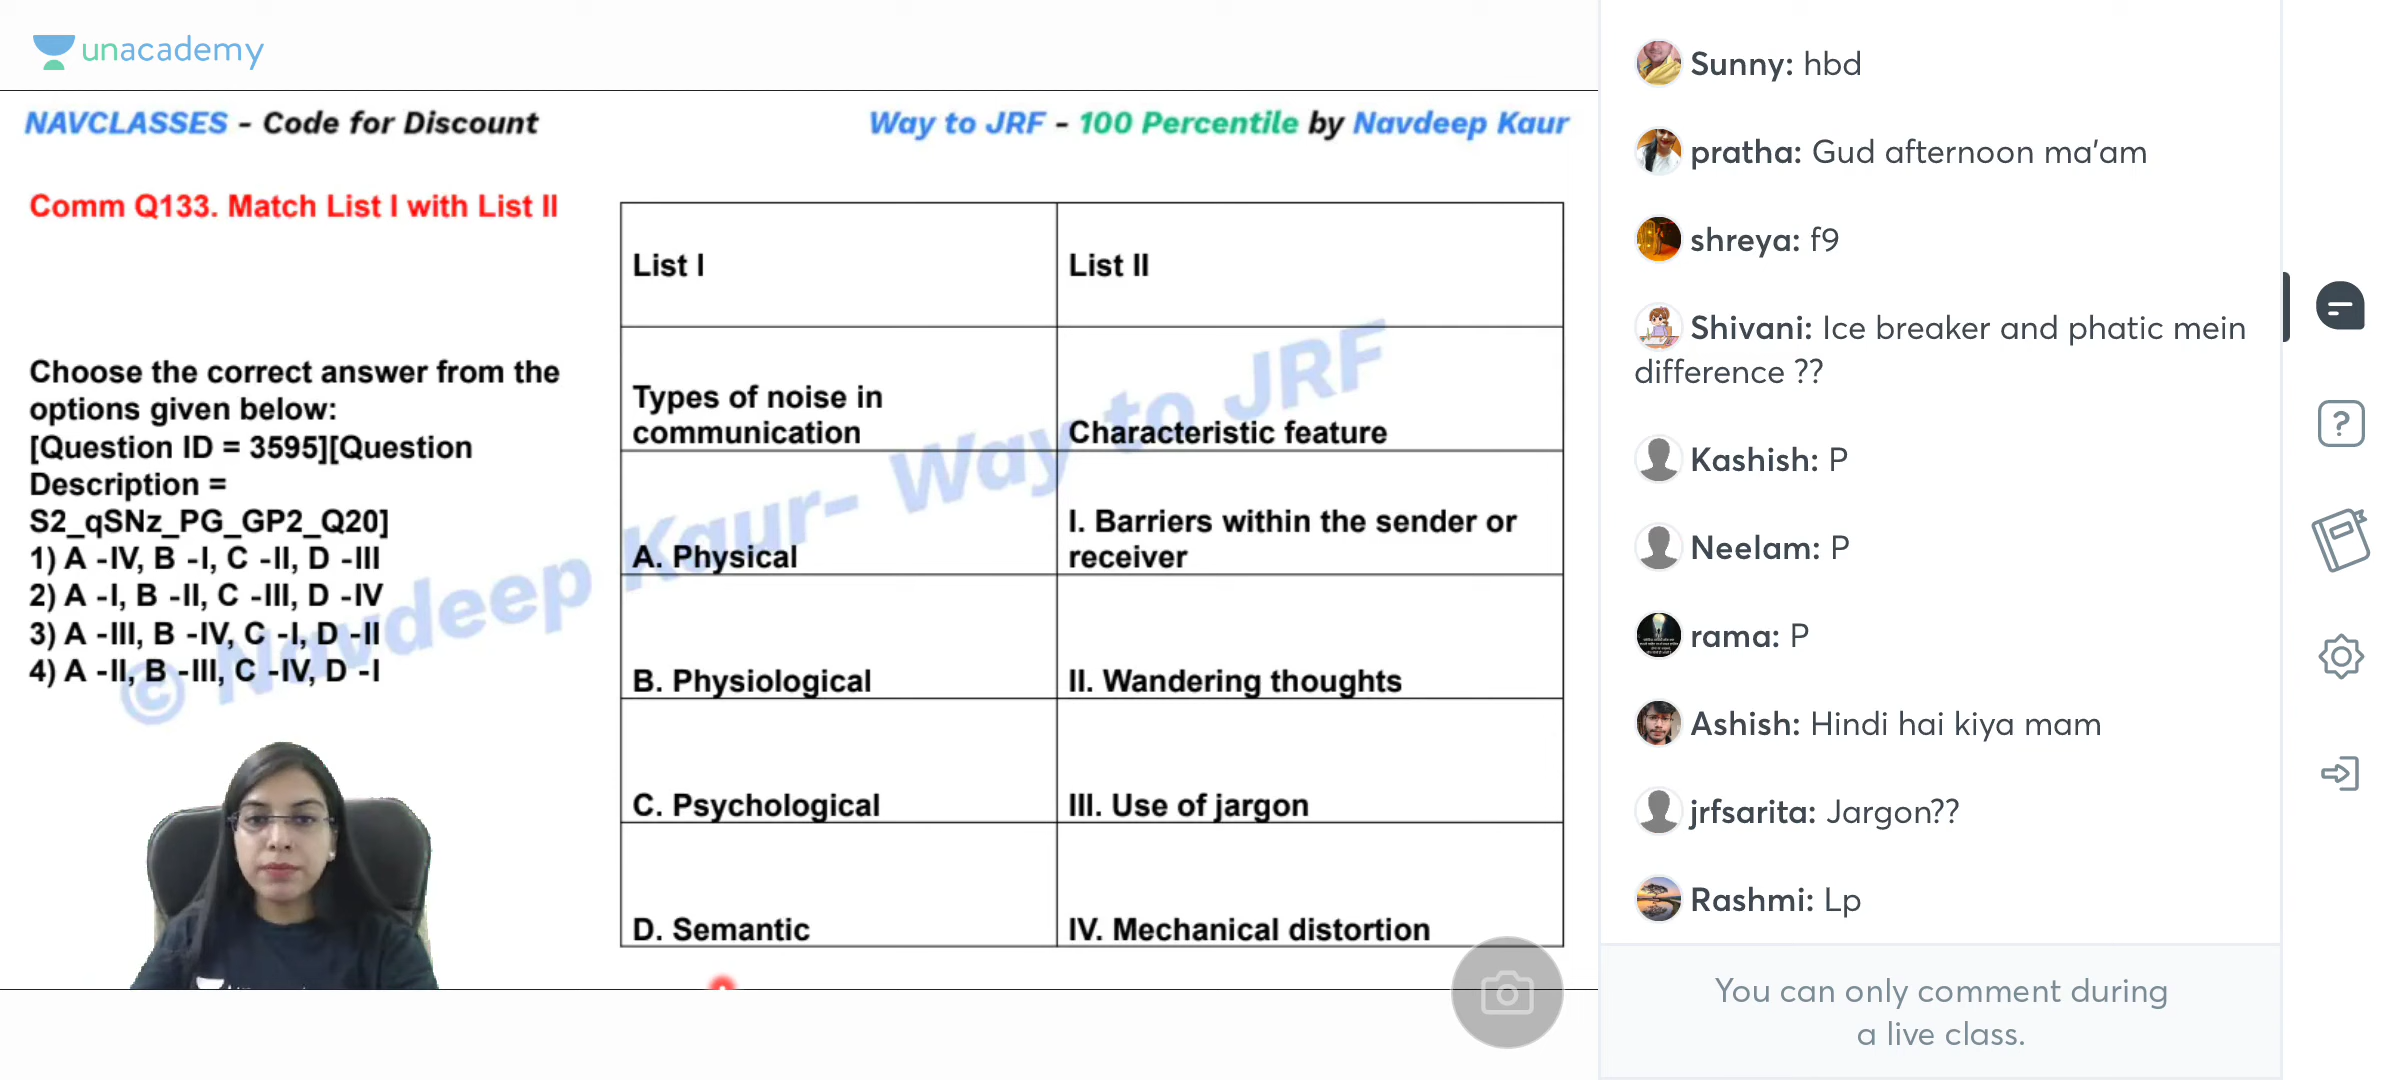 unacademy
NAVCLASSES - Code for Discount
Way to JRF - 100 Percentile by Navdeep Kaur
Comm Q133. Match List I with List II
Choose the correct answer from the
options given below:
[Question ID = 3595][Question
Description =
S2_qSNz_PG_GP2_Q20]
1) A -IV, B -I, C -II, D -III
2) A -I, B -II, C -III, D -IV
3) A -III, B -IV, C -I, D -II
4) A -II, B -III, C -IV, D -I
List I
List II
Types of noise in
communication
Characteristic feature
A. Physical
I. Barriers within the sender or
receiver
B. Physiological
II. Wandering thoughts
C. Psychological
III. Use of jargon
D. Semantic
IV. Mechanical distortion
© Navdeep Kaur- Way to JRF
Sunny: hbd
pratha: Gud afternoon ma'am
shreya: f9
Shivani: Ice breaker and phatic mein
difference ??
Kashish: P
Neelam: P
rama: P
Ashish: Hindi hai kiya mam
jrfsarita: Jargon??
Rashmi: Lp
You can only comment during
a live class.